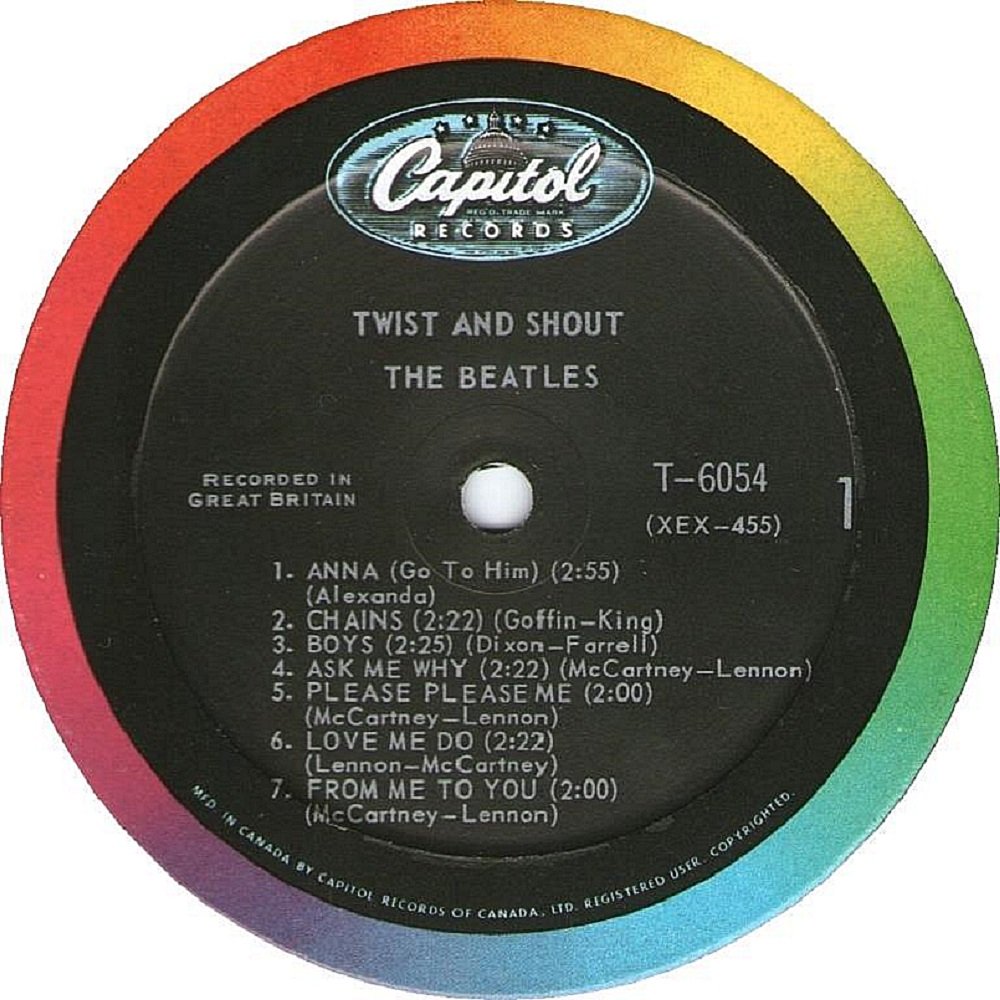 Capitol
REG'D. TRADE MARK
RECORDS
TWIST AND SHOUT
THE BEATLES
RECORDED IN
GREAT BRITAIN
T-6054
1
(XEX-455)
1. ANNA (Go To Him) (2:55)
(Alexanda)
2. CHAINS (2:22) (Goffin-King)
3. BOYS (2:25) (Dixon-Farrell)
4. ASK ME WHY (2:22) (McCartney-Lennon)
5. PLEASE PLEASE ME (2:00)
(McCartney-Lennon)
6. LOVE ME DO (2:22)
(Lennon-McCartney)
7. FROM ME TO YOU (2:00)
(McCartney-Lennon)
MFD. IN CANADA BY CAPITOL RECORDS OF CANADA, LTD. REGISTERED USER. COPYRIGHTED.